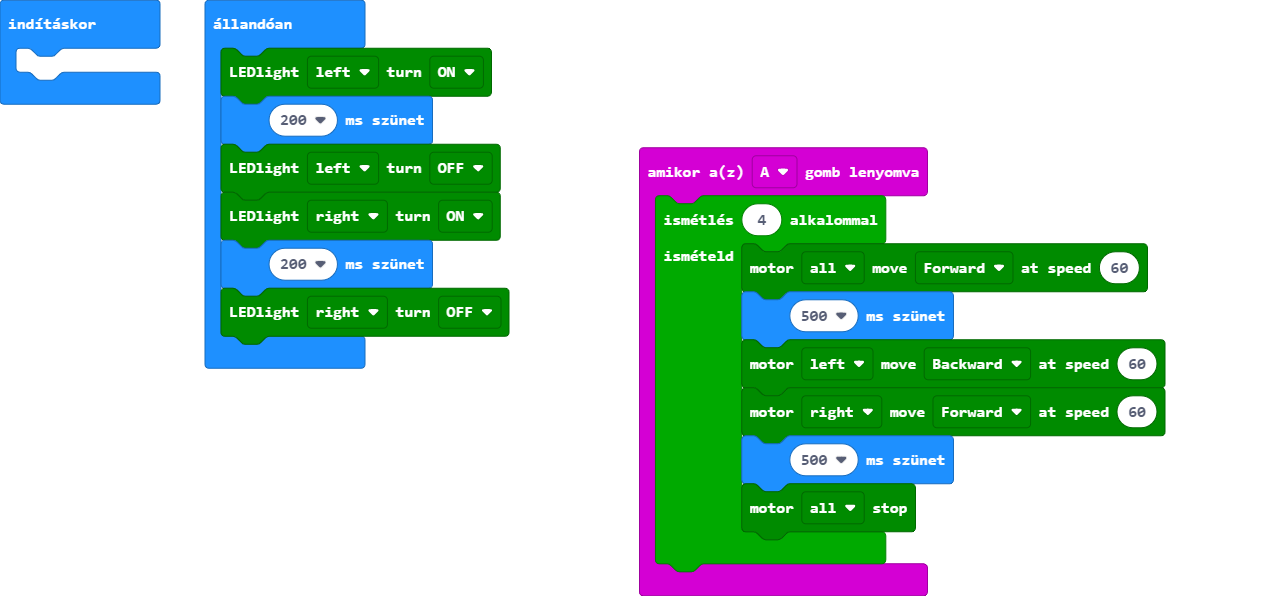 indításkor
állandóan
LEDlight left turn ON
200 ms szünet
LEDlight left turn OFF
LEDlight right turn ON
200 ms szünet
LEDlight right turn OFF
amikor a(z) A gomb lenyomva
ismétlés 4 alkalommal
ismételd
motor all move Forward at speed 60
500 ms szünet
motor left move Backward at speed 60
motor right move Forward at speed 60
500 ms szünet
motor all stop